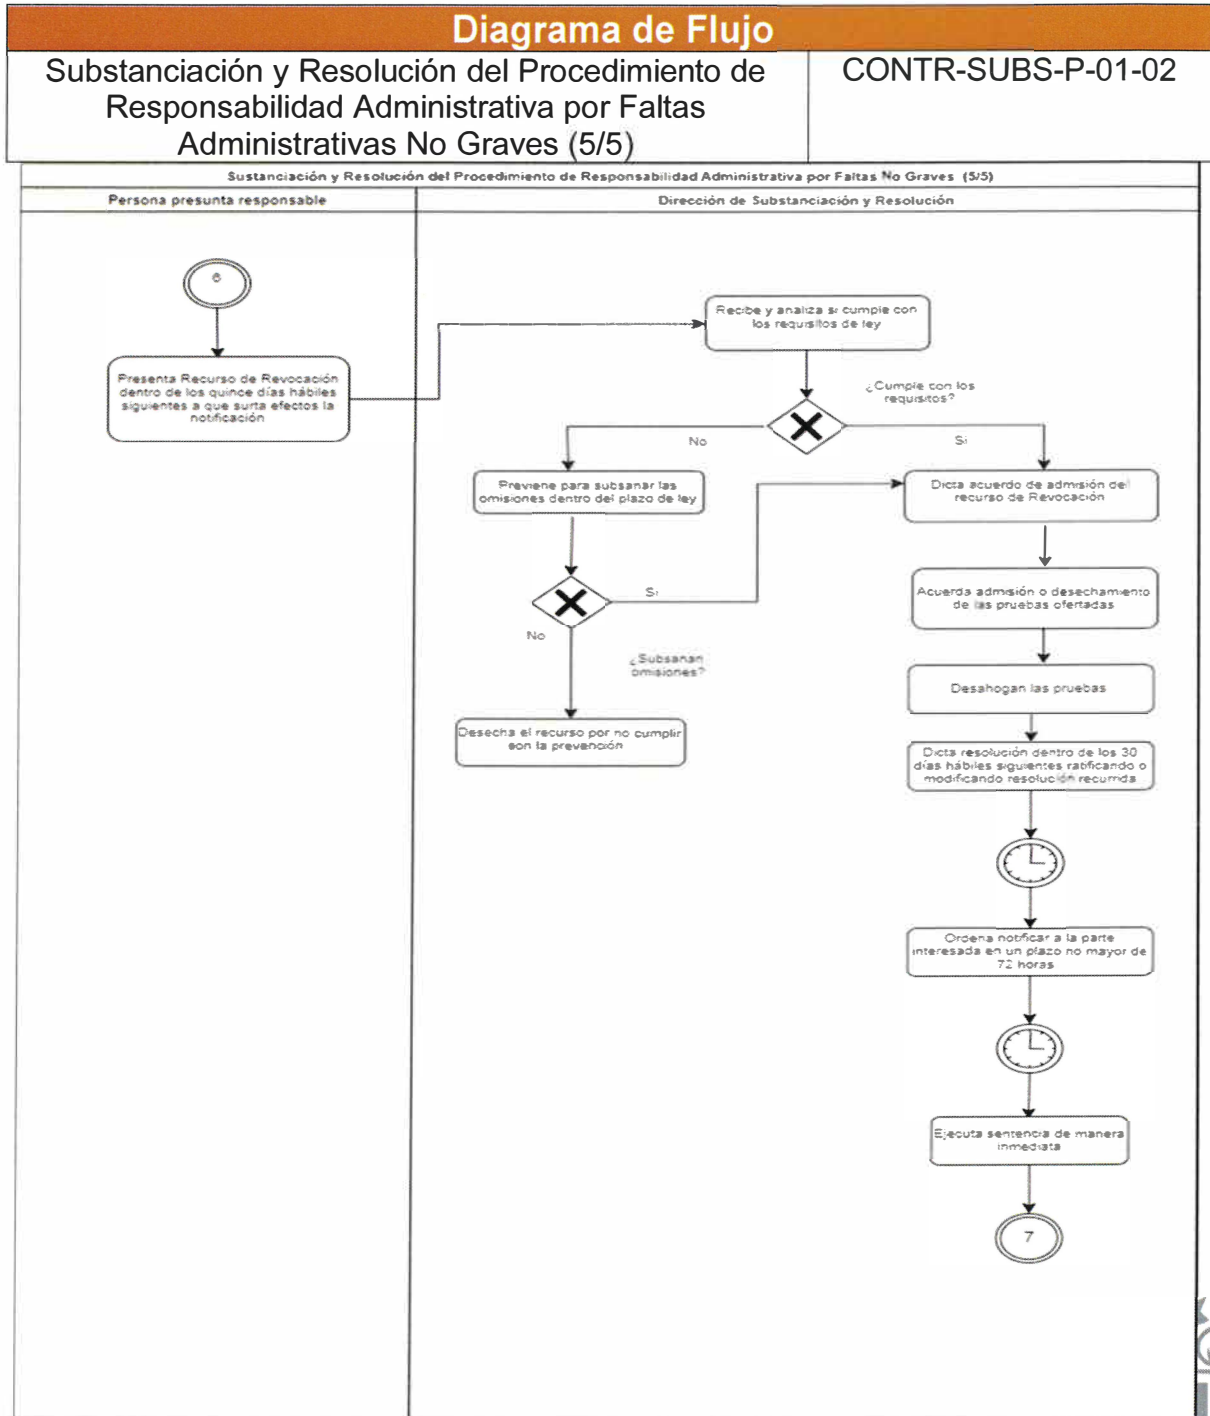 Diagrama de Flujo
Substanciación y Resolución del Procedimiento de
Responsabilidad Administrativa por Faltas
Administrativas No Graves (5/5)
CONTR-SUBS-P-01-02
Sustanciación y Resolución del Procedimiento de Responsabilidad Administrativa por Faltas No Graves (5/5)
Persona presunta responsable
Dirección de Substanciación y Resolución
6
Presenta Recurso de Revocación
dentro de los quince días hábiles
siguientes a que surta efectos la
notificación
Recibe y analiza si cumple con
los requisitos de ley
¿Cumple con los
requisitos?
No
Si
Previene para subsanar las
omisiones dentro del plazo de ley
Dicta acuerdo de admisión del
recurso de Revocación
Si
No
¿Subsanan
omisiones?
Acuerda admisión o desechamiento
de las pruebas ofertadas
Desahogan las pruebas
Desecha el recurso por no cumplir
con la prevención
Dicta resolución dentro de los 30
días hábiles siguientes ratificando o
modificando resolución recurrida
Ordena notificar a la parte
interesada en un plazo no mayor de
72 horas
Ejecuta sentencia de manera
inmediata
7